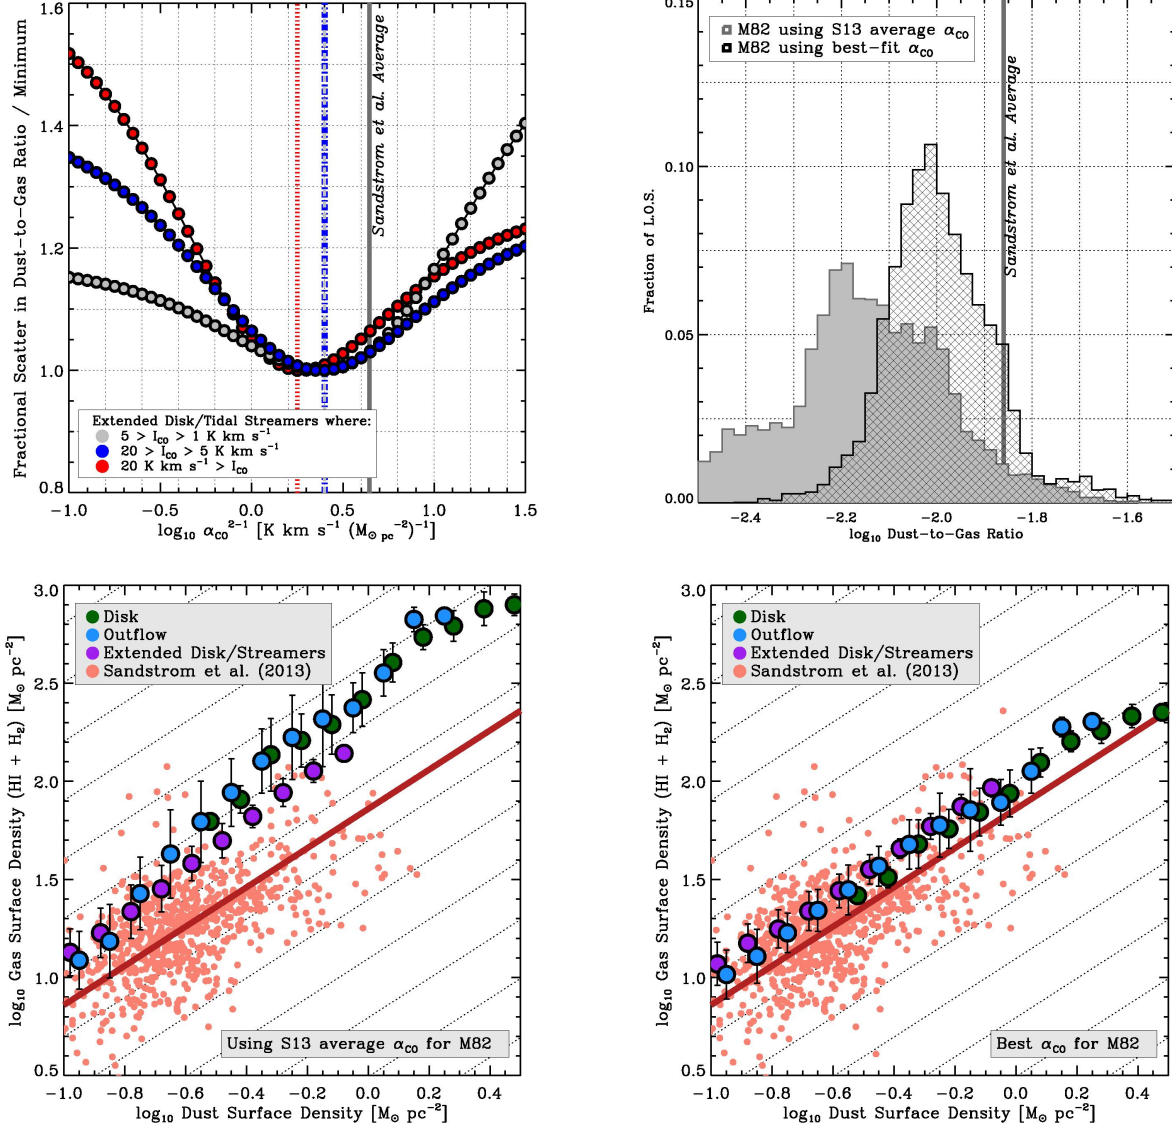 1.6
1.4
1.2
1.0
0.8
Fractional Scatter in Dust-to-Gas Ratio / Minimum
Sandstrom et al. Average
Extended Disk/Tidal Streamers where:
5 > I_CO > 1 K km s⁻¹
20 > I_CO > 5 K km s⁻¹
20 K km s⁻¹ > I_CO
-1.0 -0.5 0.0 0.5 1.0 1.5
log₁₀ α_CO²⁻¹ [K km s⁻¹ (M⊙ pc⁻²)⁻¹]
0.15
0.10
0.05
0.00
Fraction of L.O.S.
M82 using S13 average α_CO
M82 using best-fit α_CO
Sandstrom et al. Average
-2.4 -2.2 -2.0 -1.8 -1.6
log₁₀ Dust-to-Gas Ratio
3.0
2.5
2.0
1.5
1.0
0.5
log₁₀ Gas Surface Density (HI + H₂) [M⊙ pc⁻²]
Disk
Outflow
Extended Disk/Streamers
Sandstrom et al. (2013)
Using S13 average α_CO for M82
-1.0 -0.8 -0.6 -0.4 -0.2 0.0 0.2 0.4
log₁₀ Dust Surface Density [M⊙ pc⁻²]
3.0
2.5
2.0
1.5
1.0
0.5
log₁₀ Gas Surface Density (HI + H₂) [M⊙ pc⁻²]
Disk
Outflow
Extended Disk/Streamers
Sandstrom et al. (2013)
Best α_CO for M82
-1.0 -0.8 -0.6 -0.4 -0.2 0.0 0.2 0.4
log₁₀ Dust Surface Density [M⊙ pc⁻²]